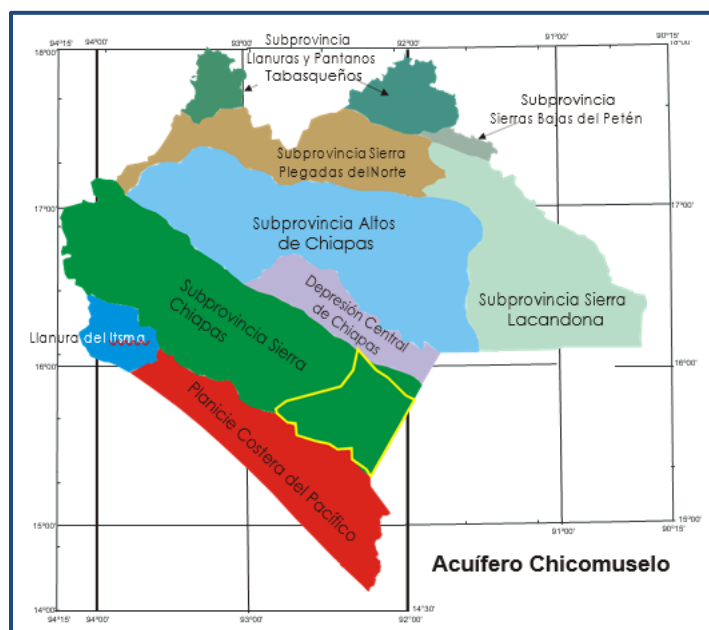 94°15' 94°00' 93°00' 92°00' 91°00' 90°15'
18°00' 18°00'
Subprovincia
Llanuras y Pantanos
Tabasqueños
Subprovincia
Sierras Bajas del Petén
Subprovincia Sierra
Plegadas del Norte
17°00' 17°00'
Subprovincia Altos
de Chiapas
Subprovincia Sierra
Chiapas
Depresión Central
de Chiapas
Subprovincia Sierra
Lacandona
Llanura del Itsma
16°00' 16°00'
Planicie Costera del Pacífico
15°00' 15°00'
91°00' 90°15'
Acuífero Chicomuselo
14°00' 14°30'
94°15' 94°00' 93°00' 92°00'